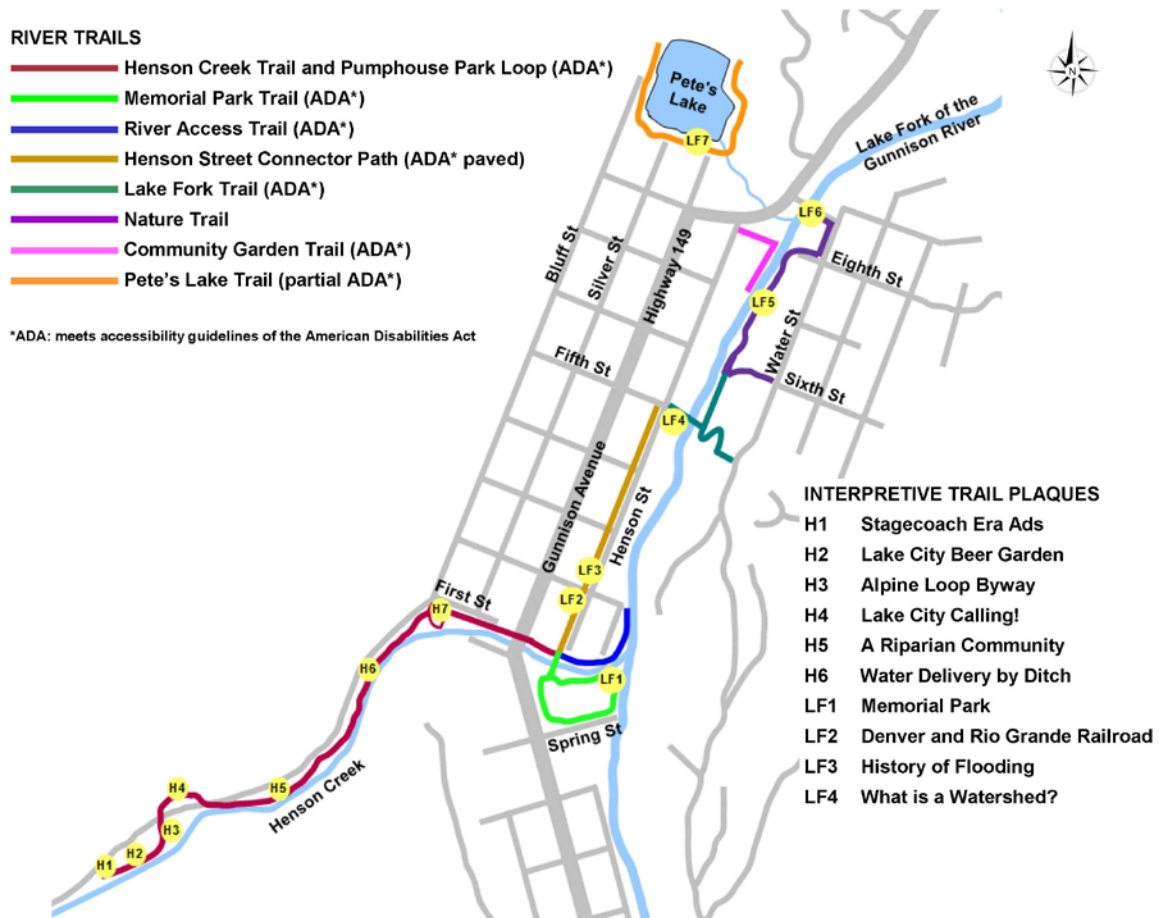 RIVER TRAILS
Henson Creek Trail and Pumphouse Park Loop (ADA*)
Memorial Park Trail (ADA*)
River Access Trail (ADA*)
Henson Street Connector Path (ADA* paved)
Lake Fork Trail (ADA*)
Nature Trail
Community Garden Trail (ADA*)
Pete's Lake Trail (partial ADA*)
*ADA: meets accessibility guidelines of the American Disabilities Act
N
Pete's
Lake
LF7
Lake Fork of the
Gunnison River
LF6
Bluff St
Silver St
Highway 149
Eighth St
LF5
Water St
Fifth St
Sixth St
LF4
Gunnison Avenue
Henson St
LF3
LF2
First St
H7
H6
LF1
Spring St
H4
H5
Henson Creek
H3
H2
H1
INTERPRETIVE TRAIL PLAQUES
H1 Stagecoach Era Ads
H2 Lake City Beer Garden
H3 Alpine Loop Byway
H4 Lake City Calling!
H5 A Riparian Community
H6 Water Delivery by Ditch
LF1 Memorial Park
LF2 Denver and Rio Grande Railroad
LF3 History of Flooding
LF4 What is a Watershed?